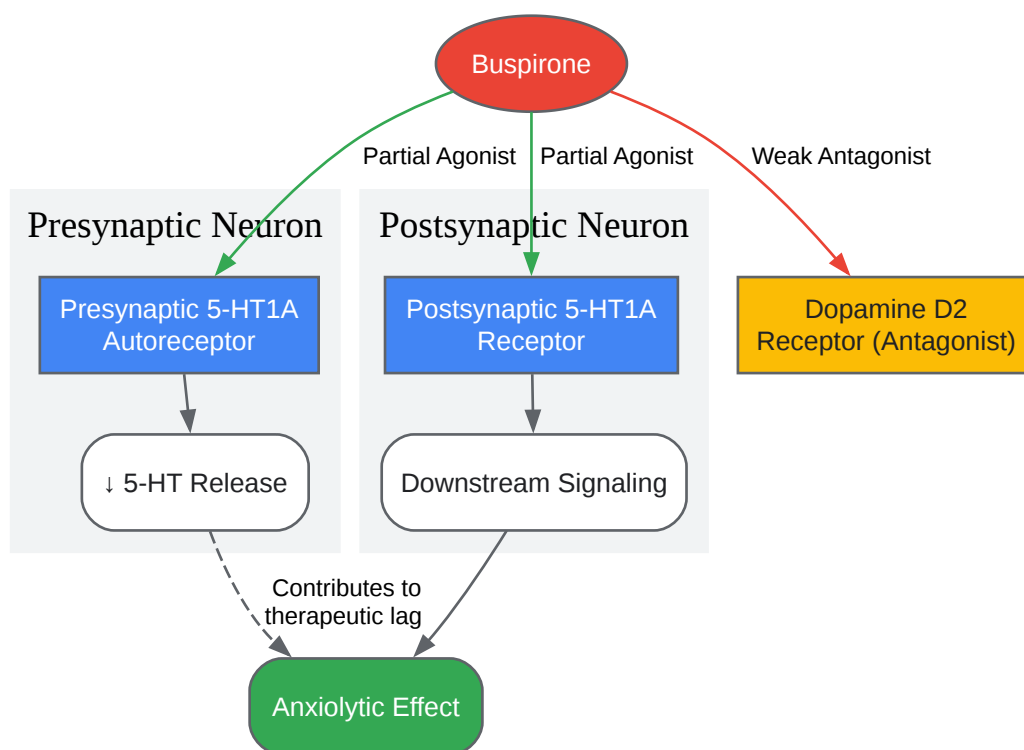 Buspirone
Partial Agonist
Partial Agonist
Weak Antagonist
Presynaptic Neuron
Postsynaptic Neuron
Presynaptic 5-HT1A
Autoreceptor
Postsynaptic 5-HT1A
Receptor
Dopamine D2
Receptor (Antagonist)
↓ 5-HT Release
Downstream Signaling
Contributes to
therapeutic lag
Anxiolytic Effect